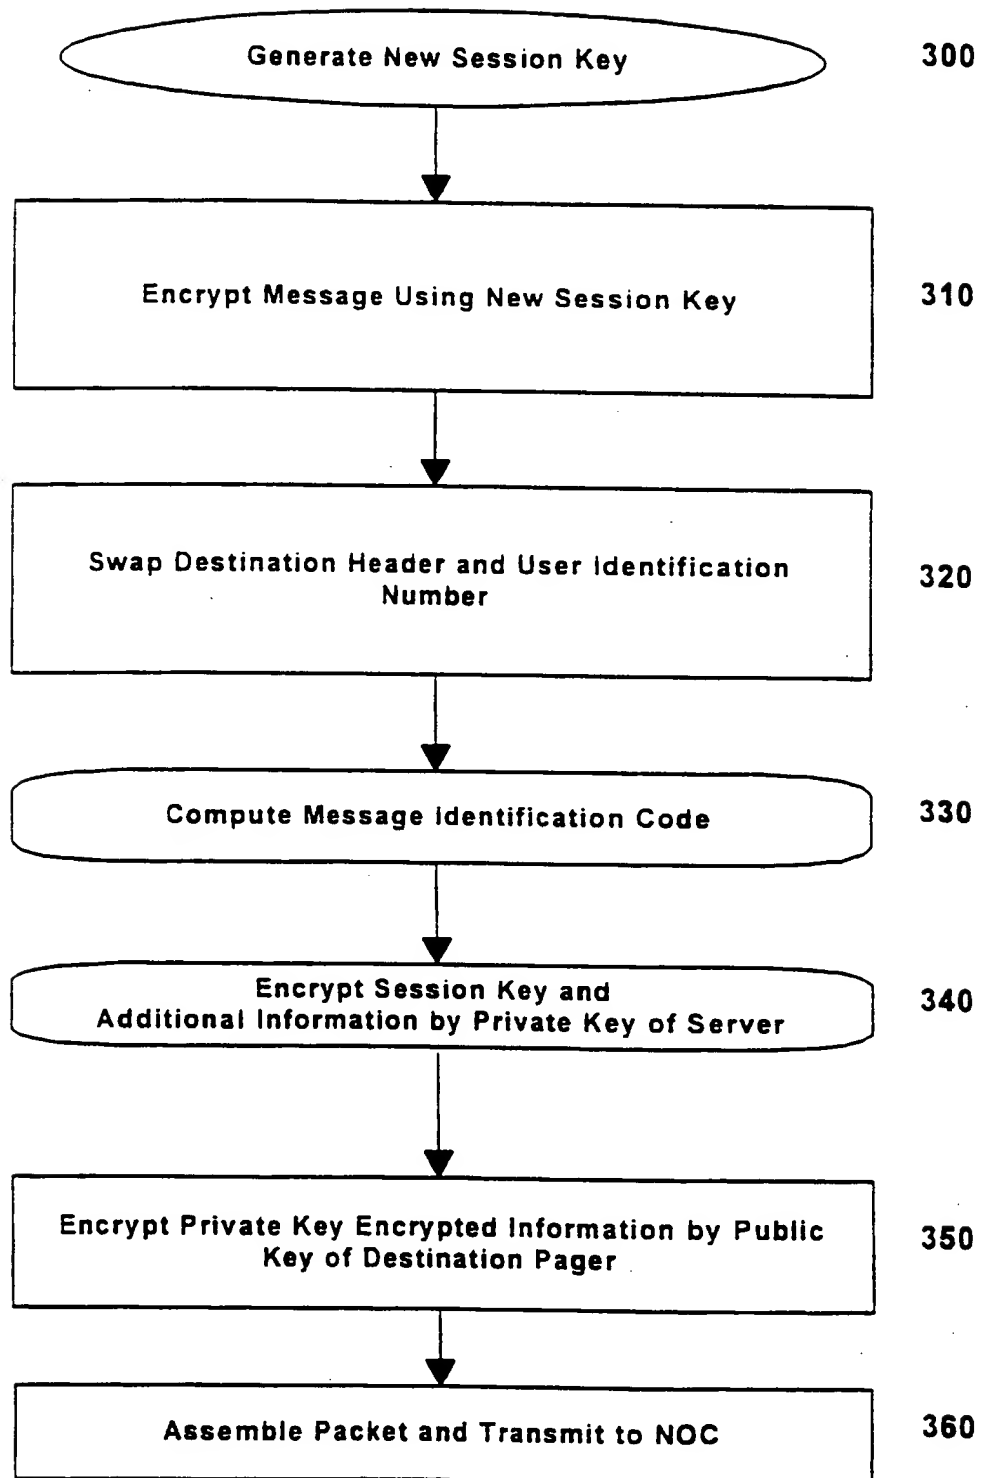 Generate New Session Key
300
Encrypt Message Using New Session Key
310
Swap Destination Header and User Identification
Number
320
Compute Message Identification Code
330
Encrypt Session Key and
Additional Information by Private Key of Server
340
Encrypt Private Key Encrypted Information by Public
Key of Destination Pager
350
Assemble Packet and Transmit to NOC
360